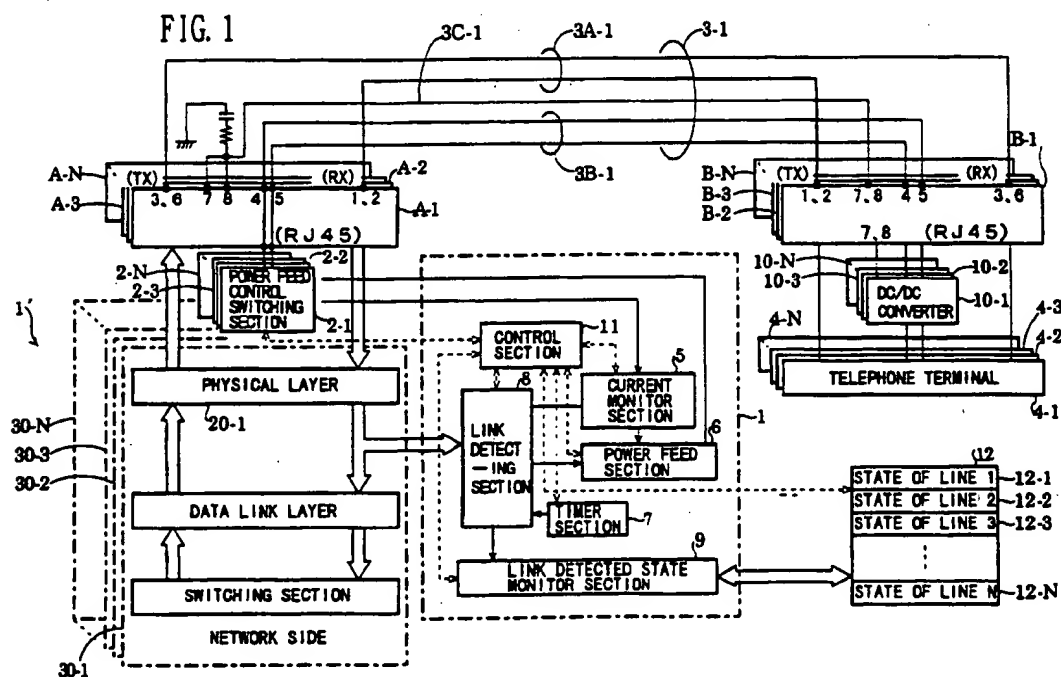 FIG. 1
3C-1
3A-1
3-1
3B-1
A-N
(TX)
(RX)
A-2
3, 6
7
8
4
5
1, 2
A-3
A-1
(RJ45)
B-N
(TX)
(RX)
B-1
B-3
B-2
1, 2
7, 8
4
5
3, 6
7, 8
(RJ45)
2-N
2-2
2-3
POWER FEED
CONTROL
SWITCHING
SECTION
2-1
10-N
10-3
10-2
DC/DC
CONVERTER
10-1
4-N
4-3
4-2
TELEPHONE TERMINAL
4-1
1'
11
CONTROL
SECTION
8
5
CURRENT
MONITOR
SECTION
1
PHYSICAL LAYER
20-1
LINK
DETECT
-ING
SECTION
6
POWER FEED
SECTION
30-N
30-3
30-2
DATA LINK LAYER
TIMER
SECTION
7
9
LINK DETECTED STATE
MONITOR SECTION
SWITCHING SECTION
NETWORK SIDE
30-1
12
STATE OF LINE 1
12-1
STATE OF LINE 2
12-2
STATE OF LINE 3
12-3
STATE OF LINE N
12-N